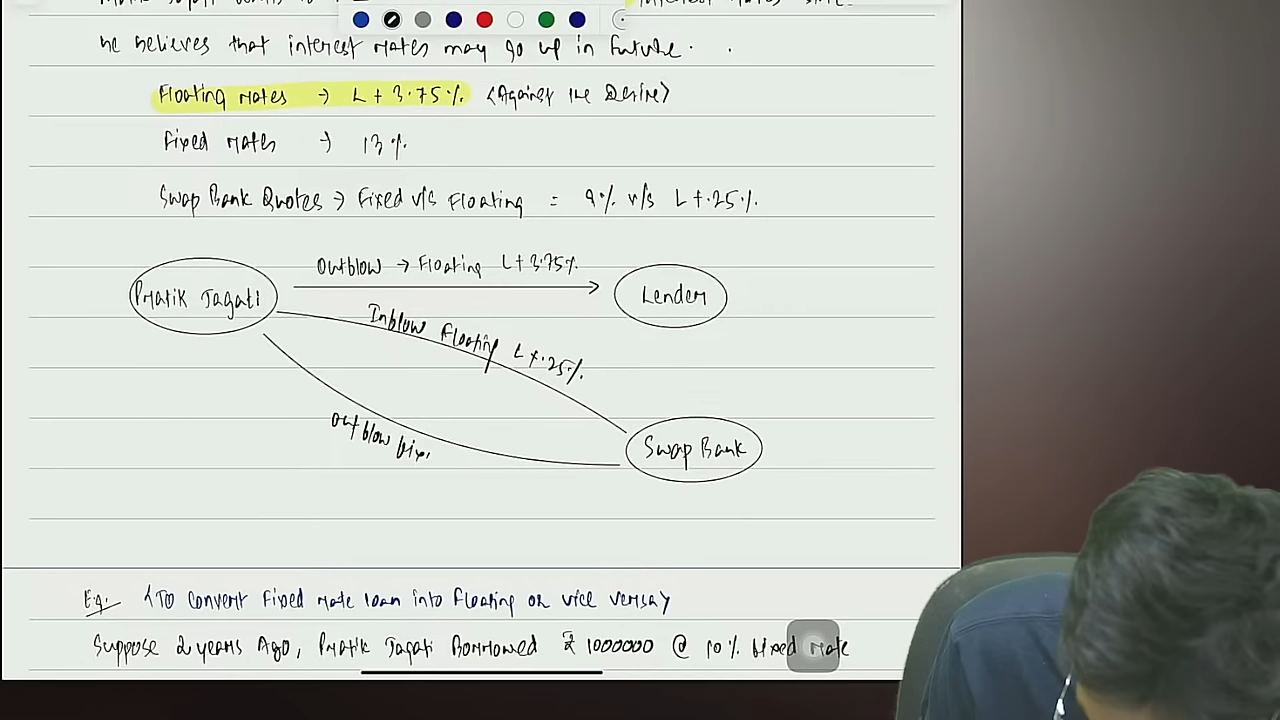 he believes that interest rates may go up in future.
Floating rates → L + 3.75% <Against the Desire>
Fixed rates → 13%
Swap Bank Quotes → Fixed v/s Floating = 9% v/s L+.25%
Outflow → Floating L+3.75%
Pratik Jagati
Lender
Inflow Floating L+.25%
Outflow fix.
Swap Bank
Eg. <To convert Fixed rate loan into Floating or vice versa>
Suppose 2 years Ago, Pratik Jagati Borrowed ₹ 1000000 @ 10% fixed rate